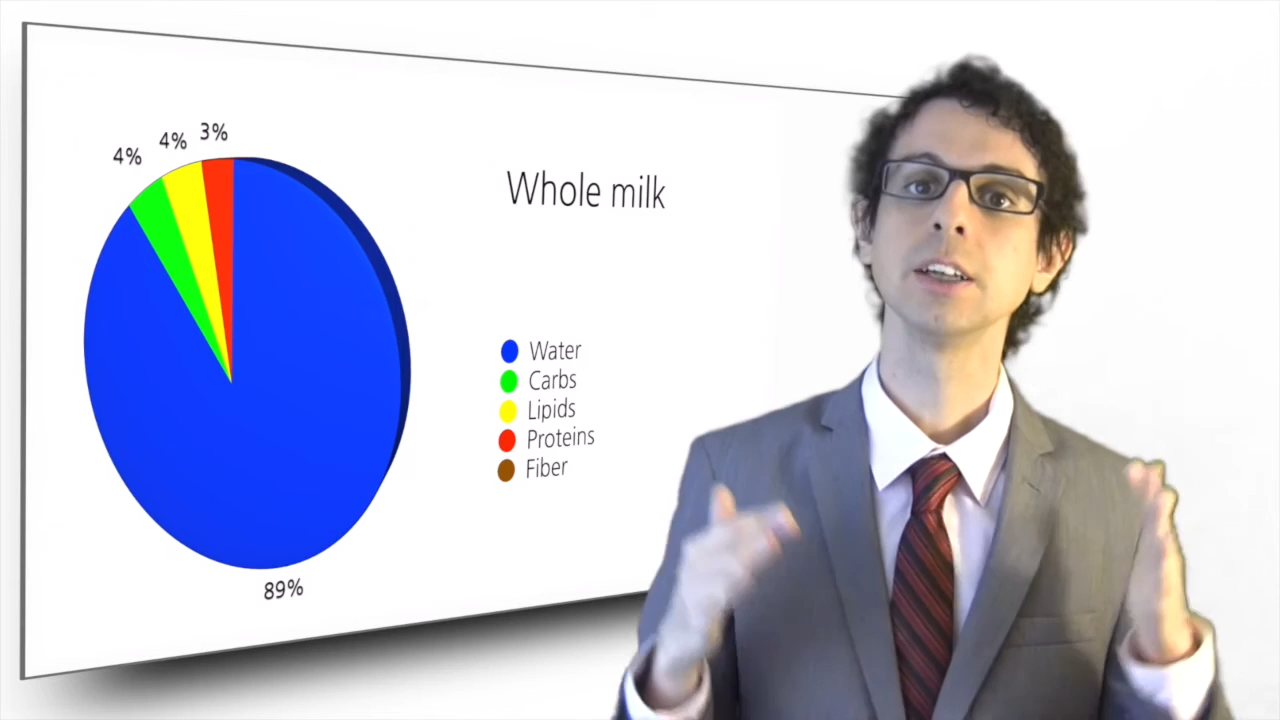 4% 4% 3%
Whole milk
Water
Carbs
Lipids
Proteins
Fiber
89%